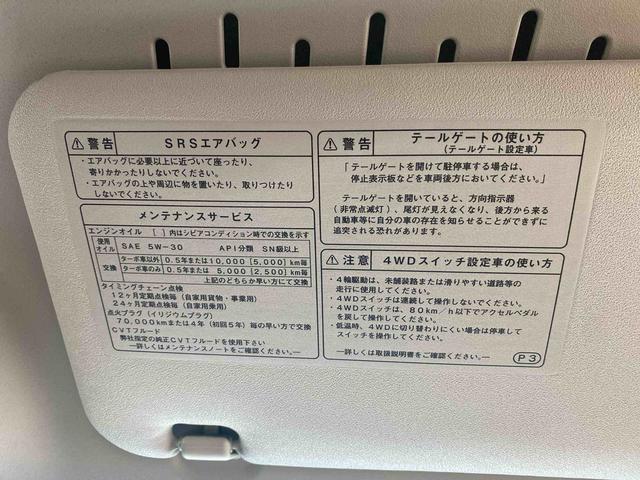 ⚠警告 SRSエアバッグ
・エアバッグに必要以上に近づいて座ったり、
寄りかかったりしないでください。
・エアバッグの上や周辺に物を置いたり、取りつけたり
しないでください。
メンテナンスサービス
エンジンオイル [ ]内はシビアコンディション時での交換を示す
使用オイル SAE 5W-30 API分類 SN級以上
交換 ターボ車以外 0.5年または10,000 [5,000] km毎
ターボ車のみ 0.5年または 5,000 [2,500] km毎
上記のどちらか早い方にて交換
タイミングチェーン点検
12ヶ月定期点検毎(自家用貨物・事業用)
24ヶ月定期点検毎(自家用乗用)
点火プラグ(イリジウムプラグ)
70,000kmまたは4年(初回5年)毎の早い方で交換
CVTフルード
弊社指定の純正CVTフルードを使用下さい
―詳しくはメンテナンスノートをご確認ください。―
⚠警告 テールゲートの使い方
(テールゲート設定車)
「テールゲートを開けて駐停車する場合は、
停止表示板などを車両後方においてください。」
テールゲートを開いていると、方向指示器
(非常点滅灯)、尾灯が見えなくなり、後方から来る
自動車等に自分の車の存在を知らせることができずに
追突される恐れがあります。
⚠注意 4WDスイッチ設定車の使い方
・4輪駆動は、未舗装路または滑りやすい道路等の
走行に使用してください。
・4WDスイッチは連続して操作しないでください。
・4WDスイッチは、80km/h以下でアクセルペダル
を戻して操作してください。
・低温時、4WDに切り替わりにくい場合は停車して
スイッチを操作してください。
―詳しくは取扱説明書をご確認ください。―
P3